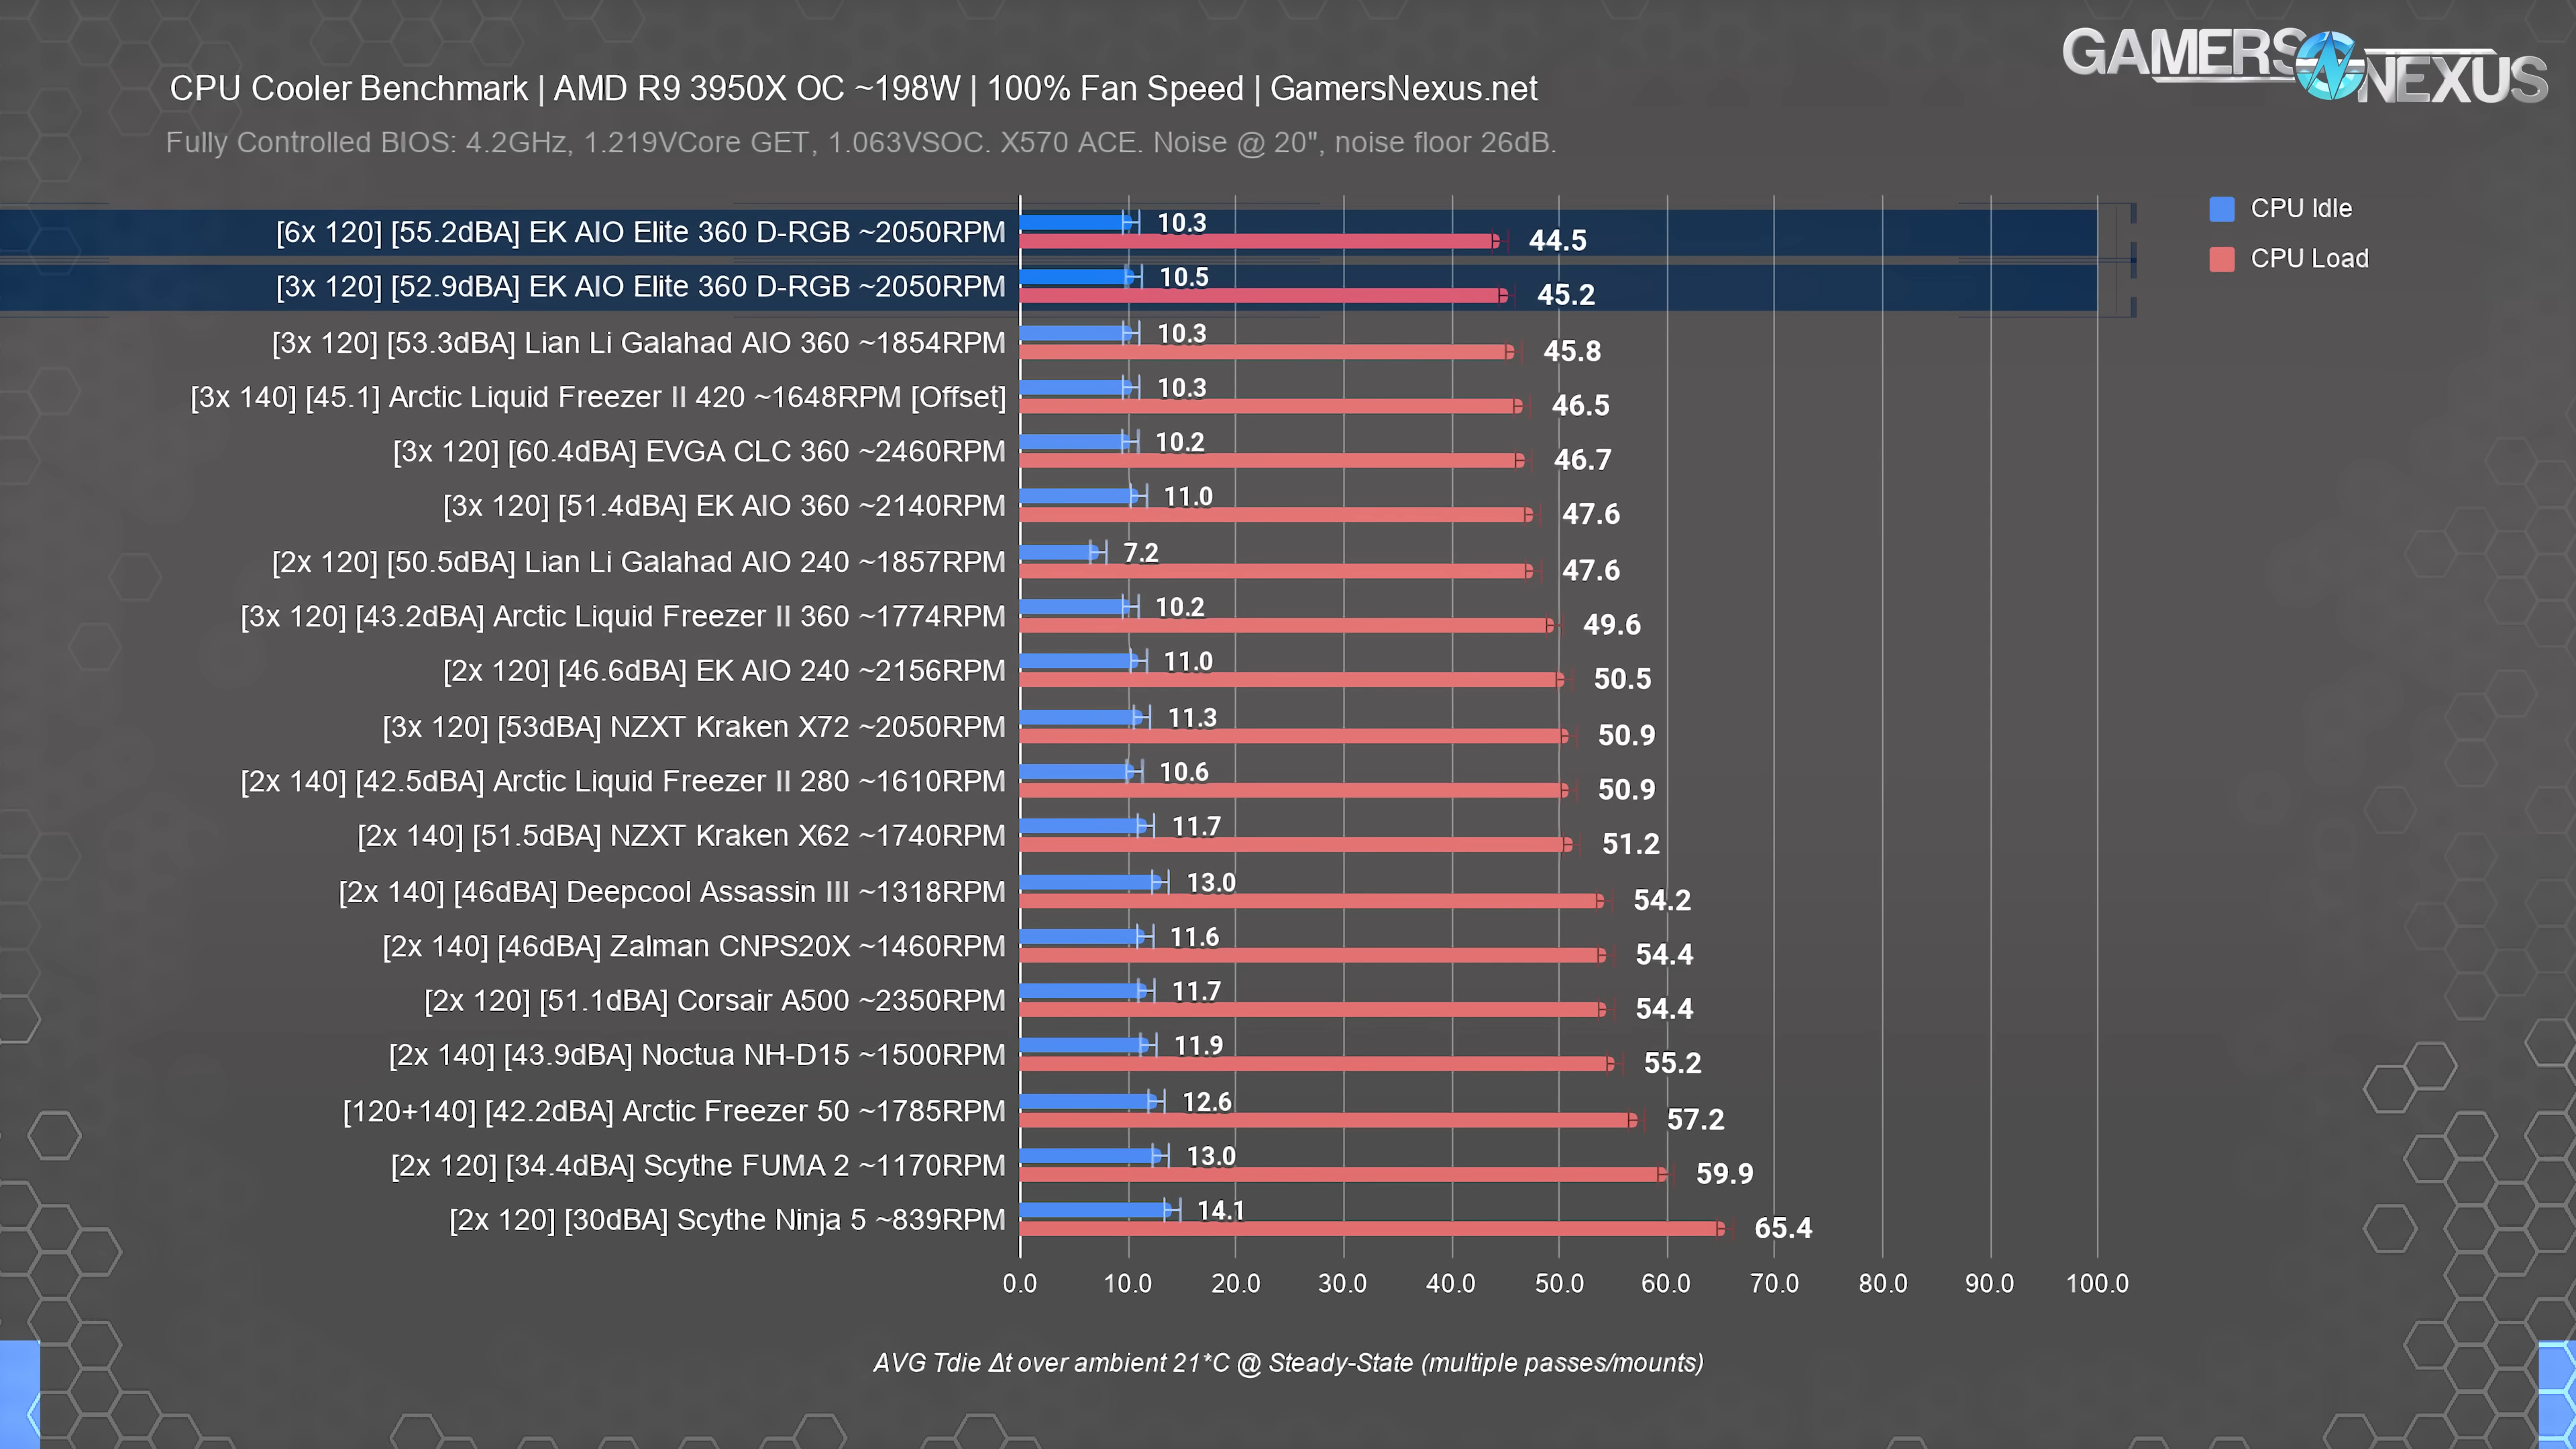 GAMERS NEXUS
CPU Cooler Benchmark | AMD R9 3950X OC ~198W | 100% Fan Speed | GamersNexus.net
Fully Controlled BIOS: 4.2GHz, 1.219VCore GET, 1.063VSOC. X570 ACE. Noise @ 20", noise floor 26dB.
CPU Idle
CPU Load
[6x 120] [55.2dBA] EK AIO Elite 360 D-RGB ~2050RPM 10.3 44.5
[3x 120] [52.9dBA] EK AIO Elite 360 D-RGB ~2050RPM 10.5 45.2
[3x 120] [53.3dBA] Lian Li Galahad AIO 360 ~1854RPM 10.3 45.8
[3x 140] [45.1] Arctic Liquid Freezer II 420 ~1648RPM [Offset] 10.3 46.5
[3x 120] [60.4dBA] EVGA CLC 360 ~2460RPM 10.2 46.7
[3x 120] [51.4dBA] EK AIO 360 ~2140RPM 11.0 47.6
[2x 120] [50.5dBA] Lian Li Galahad AIO 240 ~1857RPM 7.2 47.6
[3x 120] [43.2dBA] Arctic Liquid Freezer II 360 ~1774RPM 10.2 49.6
[2x 120] [46.6dBA] EK AIO 240 ~2156RPM 11.0 50.5
[3x 120] [53dBA] NZXT Kraken X72 ~2050RPM 11.3 50.9
[2x 140] [42.5dBA] Arctic Liquid Freezer II 280 ~1610RPM 10.6 50.9
[2x 140] [51.5dBA] NZXT Kraken X62 ~1740RPM 11.7 51.2
[2x 140] [46dBA] Deepcool Assassin III ~1318RPM 13.0 54.2
[2x 140] [46dBA] Zalman CNPS20X ~1460RPM 11.6 54.4
[2x 120] [51.1dBA] Corsair A500 ~2350RPM 11.7 54.4
[2x 140] [43.9dBA] Noctua NH-D15 ~1500RPM 11.9 55.2
[120+140] [42.2dBA] Arctic Freezer 50 ~1785RPM 12.6 57.2
[2x 120] [34.4dBA] Scythe FUMA 2 ~1170RPM 13.0 59.9
[2x 120] [30dBA] Scythe Ninja 5 ~839RPM 14.1 65.4
0.0 10.0 20.0 30.0 40.0 50.0 60.0 70.0 80.0 90.0 100.0
AVG Tdie Δt over ambient 21*C @ Steady-State (multiple passes/mounts)